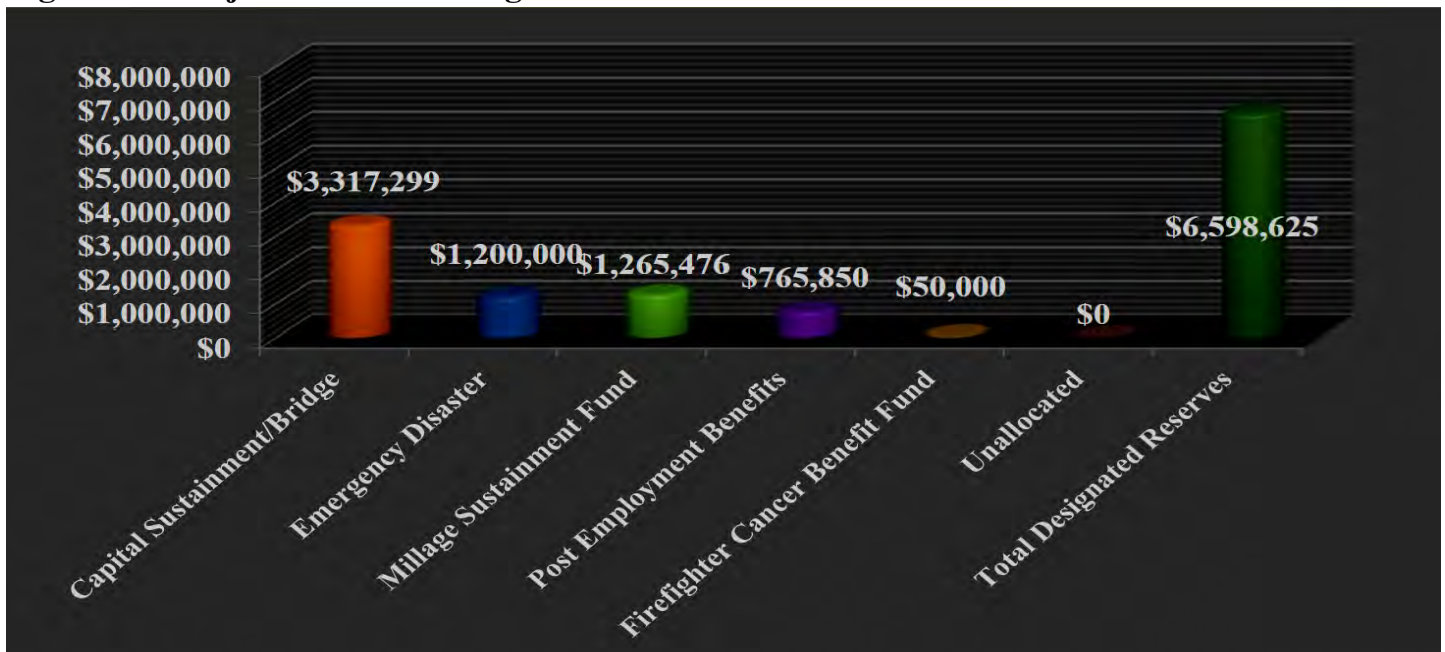 $8,000,000
$7,000,000
$6,000,000
$5,000,000
$4,000,000
$3,000,000
$2,000,000
$1,000,000
$0
$3,317,299
$1,200,000
$1,265,476
$765,850
$50,000
$0
$6,598,625
Capital Sustainment/Bridge
Emergency Disaster
Millage Sustainment Fund
Post Employment Benefits
Firefighter Cancer Benefit Fund
Unallocated
Total Designated Reserves